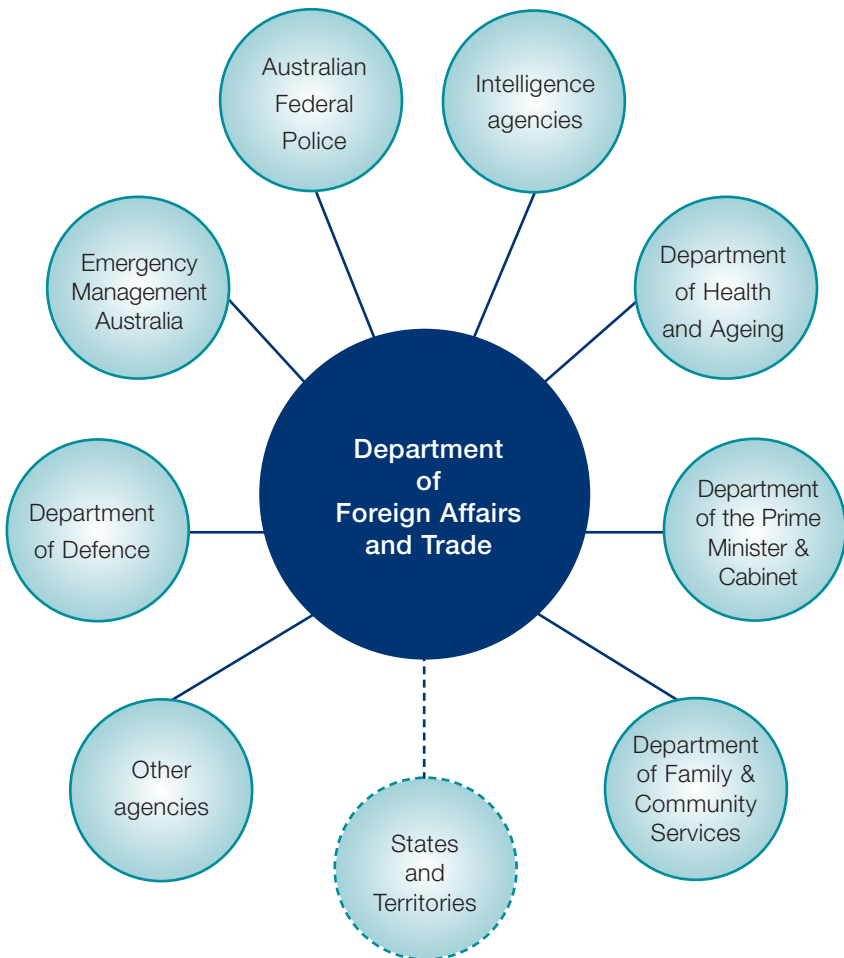 Australian
Federal
Police
Intelligence
agencies
Emergency
Management
Australia
Department
of Health
and Ageing
Department
of
Foreign Affairs
and Trade
Department
of Defence
Department
of the Prime
Minister &
Cabinet
Other
agencies
States
and
Territories
Department
of Family &
Community
Services